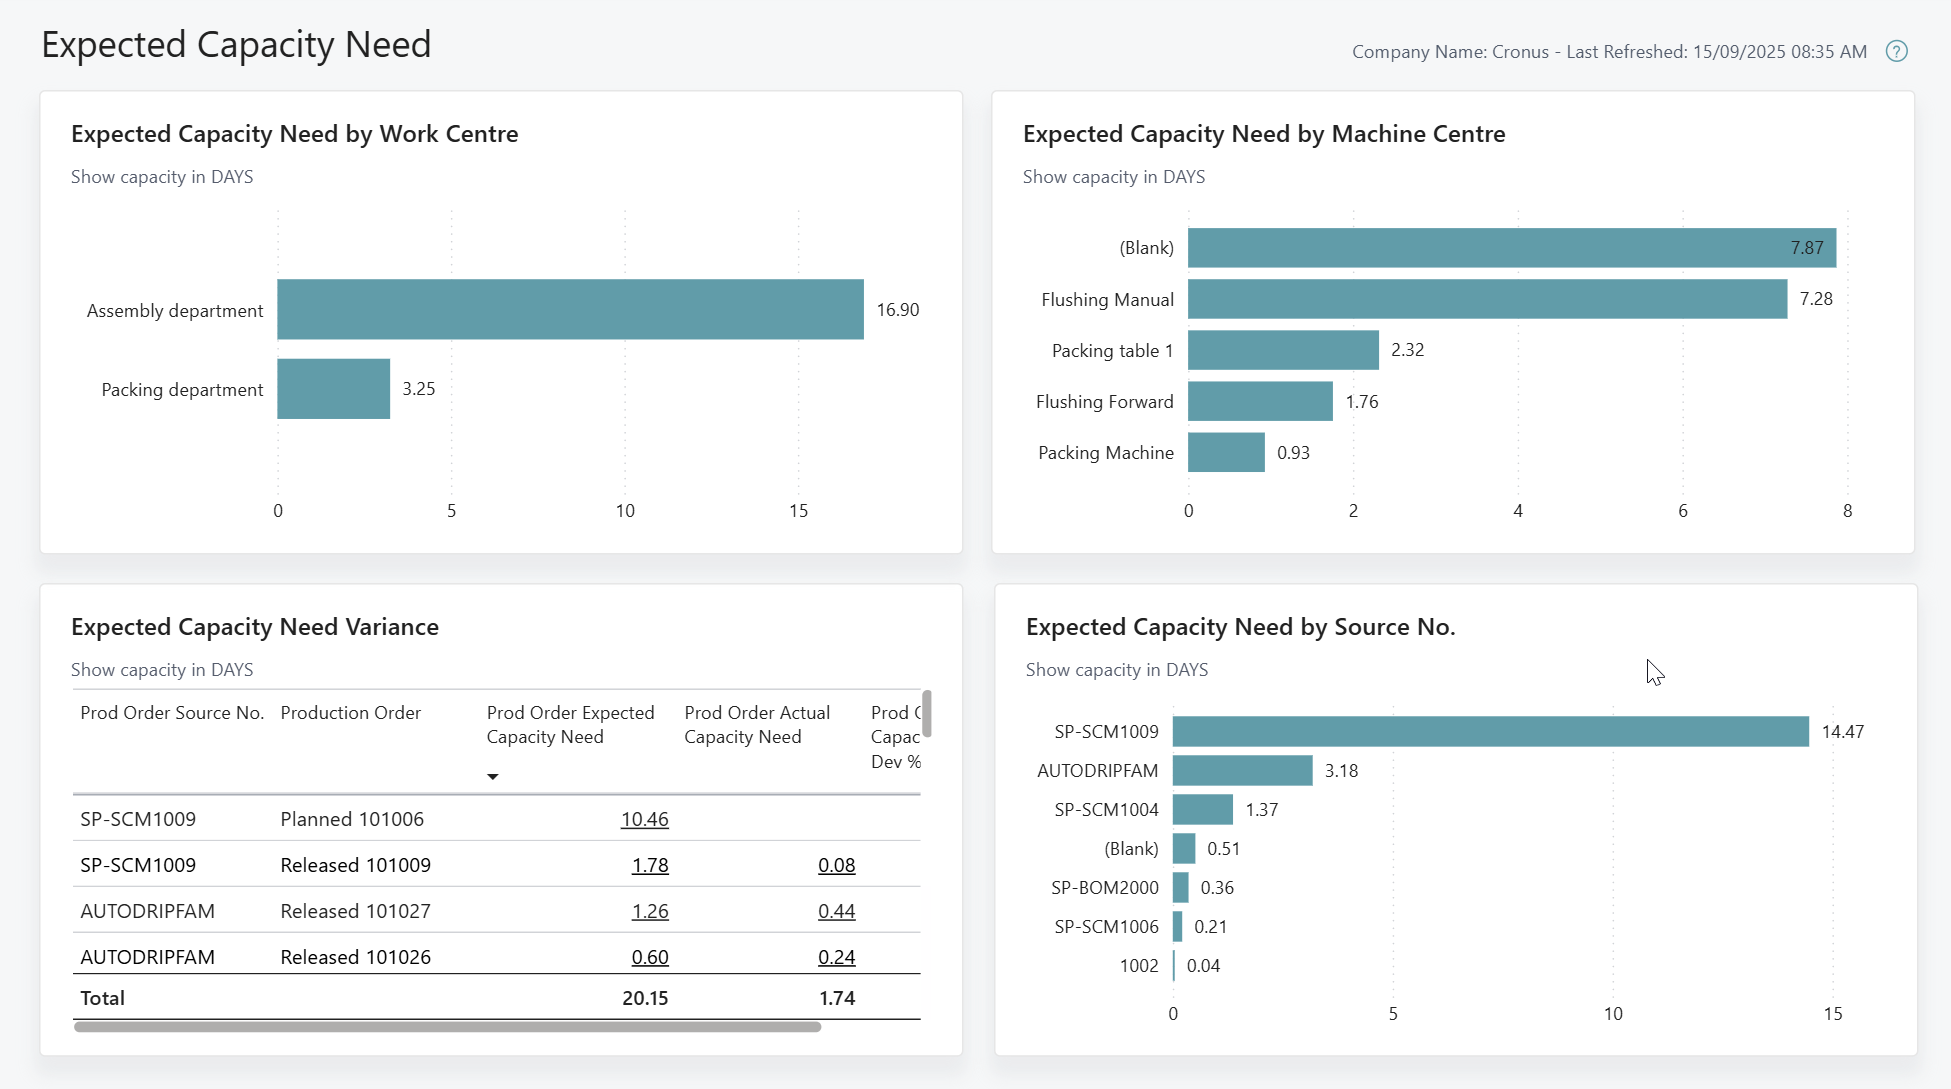 Expected Capacity Need
Company Name: Cronus - Last Refreshed: 15/09/2025 08:35 AM
?
Expected Capacity Need by Work Centre
Show capacity in DAYS
Assembly department
16.90
Packing department
3.25
0 5 10 15
Expected Capacity Need by Machine Centre
Show capacity in DAYS
(Blank)
7.87
Flushing Manual
7.28
Packing table 1
2.32
Flushing Forward
1.76
Packing Machine
0.93
0 2 4 6 8
Expected Capacity Need Variance
Show capacity in DAYS
Prod Order Source No. Production Order Prod Order Expected Prod Order Actual Prod
Capacity Need Capacity Need Capac
Dev %
SP-SCM1009 Planned 101006 10.46
SP-SCM1009 Released 101009 1.78 0.08
AUTODRIPFAM Released 101027 1.26 0.44
AUTODRIPFAM Released 101026 0.60 0.24
Total 20.15 1.74
Expected Capacity Need by Source No.
Show capacity in DAYS
SP-SCM1009 14.47
AUTODRIPFAM 3.18
SP-SCM1004 1.37
(Blank) 0.51
SP-BOM2000 0.36
SP-SCM1006 0.21
1002 0.04
0 5 10 15